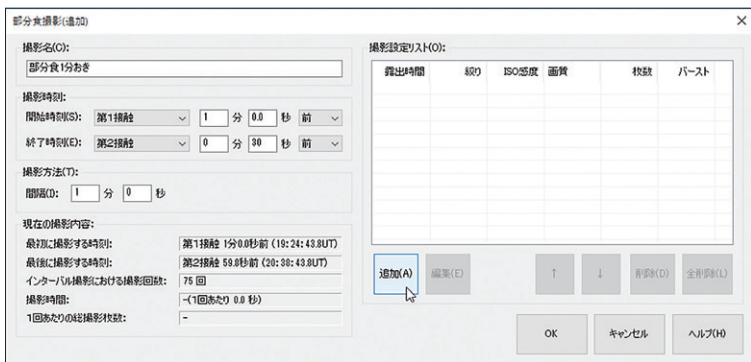 部分食撮影(追加)
撮影名(C):
部分食1分おき
撮影時刻:
開始時刻(S): 第1接触 1 分 0.0 秒 前
終了時刻(E): 第2接触 0 分 30 秒 前
撮影方法(T):
間隔(I): 1 分 0 秒
現在の撮影内容:
最初に撮影する時刻: 第1接触 1分0.0秒前 (19:24:43.8UT)
最後に撮影する時刻: 第2接触 59.8秒前 (20:38:43.8UT)
インターバル撮影における撮影回数: 75 回
撮影時間: -(1回あたり 0.0 秒)
1回あたりの総撮影枚数: -
撮影設定リスト(O):
露出時間 絞り ISO感度 画質 枚数 バースト
追加(A) 編集(E) ↑ ↓ 削除(D) 全削除(L)
OK キャンセル ヘルプ(H)